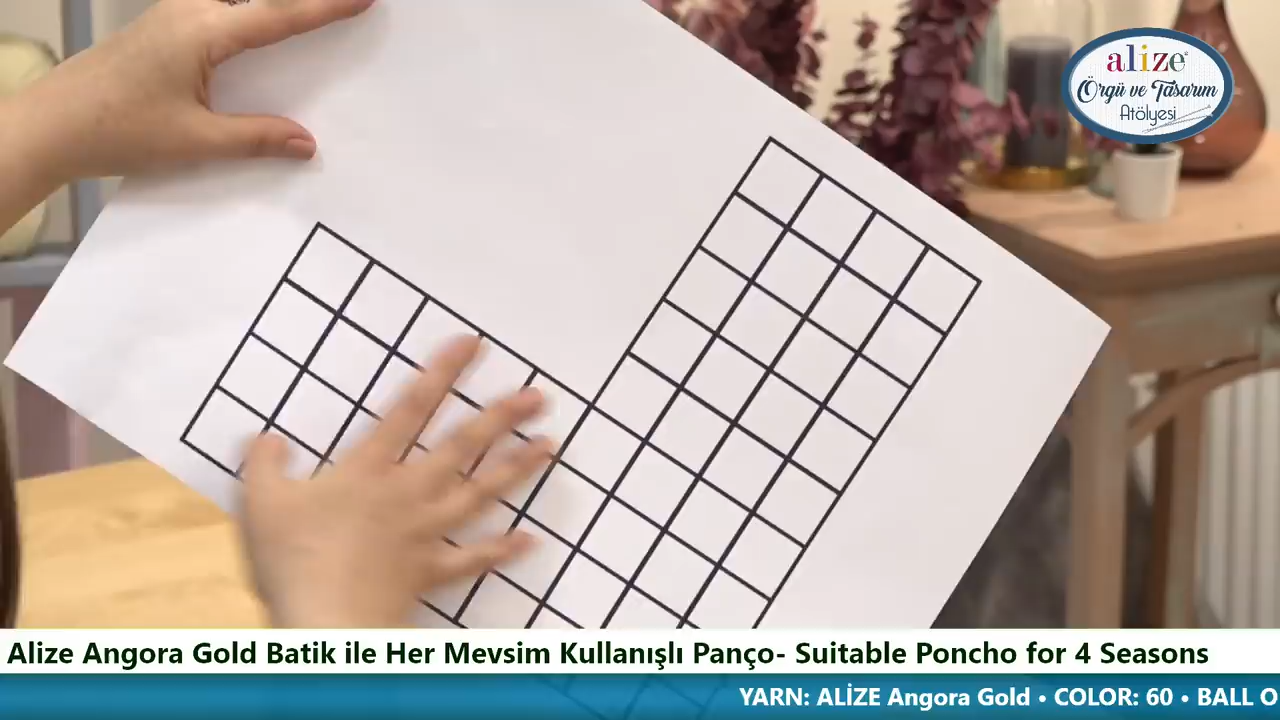 alize
Örgü ve Tasarım
Atölyesi
Alize Angora Gold Batik ile Her Mevsim Kullanışlı Panço- Suitable Poncho for 4 Seasons
YARN: ALİZE Angora Gold • COLOR: 60 • BALL O